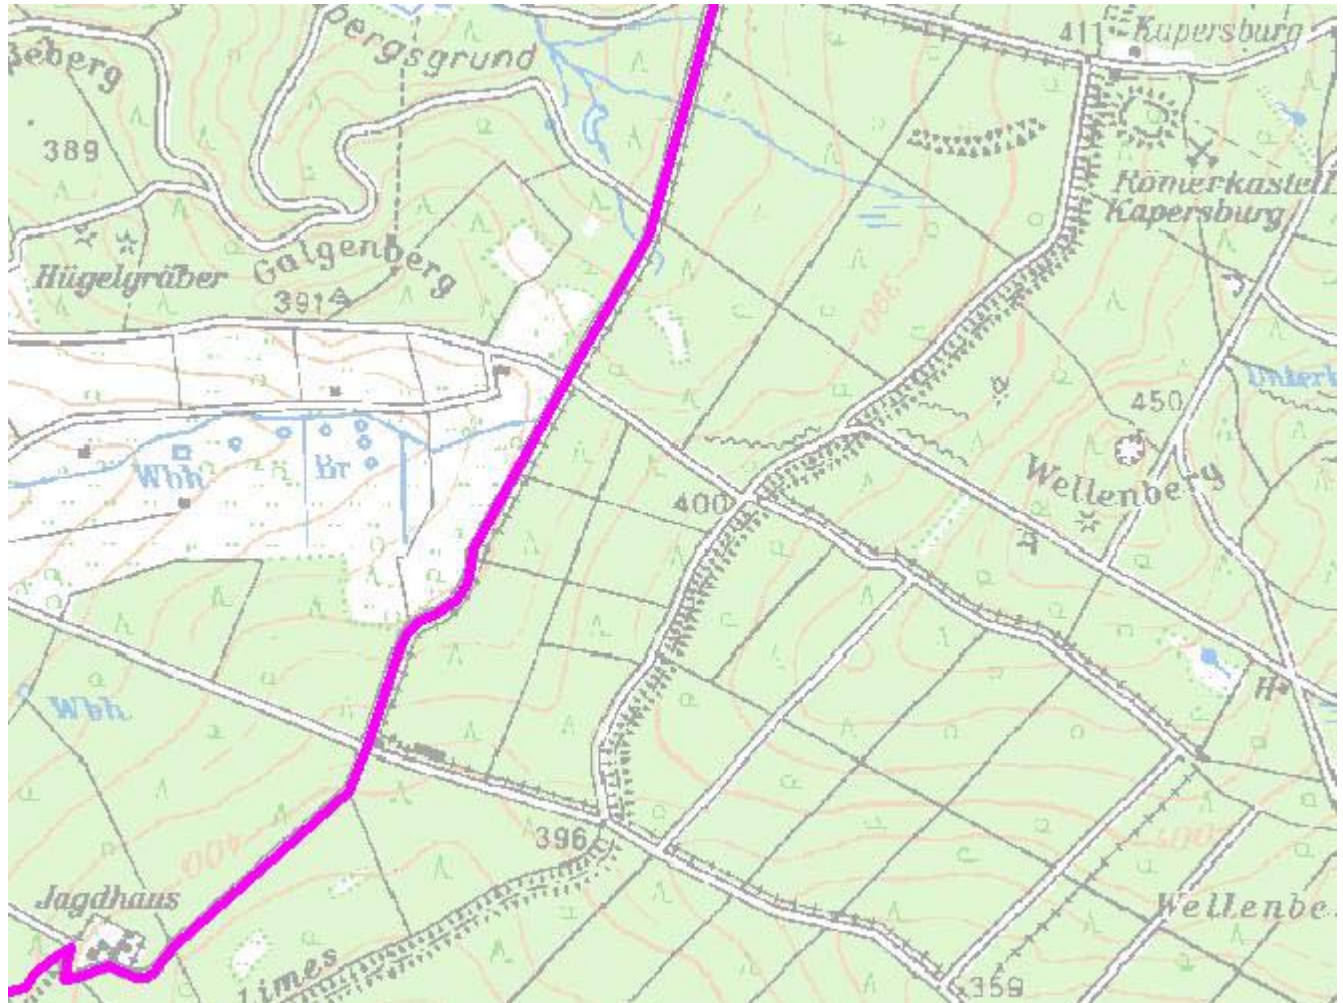 411
Kapersburg
bergsgrund
389
Römerkastell
Kapersburg
Galgenberg
Hügelgräber
391
380
450
Wbh
Br
400
Wellenberg
H
Wbh
396
400
400
Jagdhaus
Limes
359